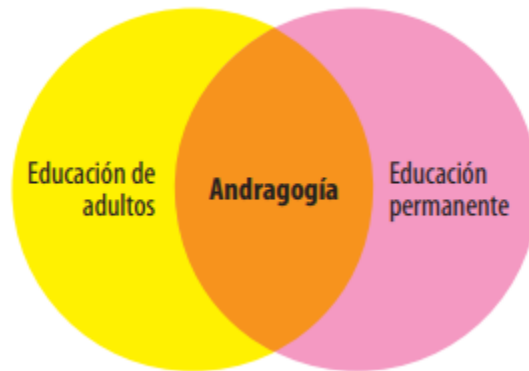 Educación de
adultos
Andragogía
Educación
permanente